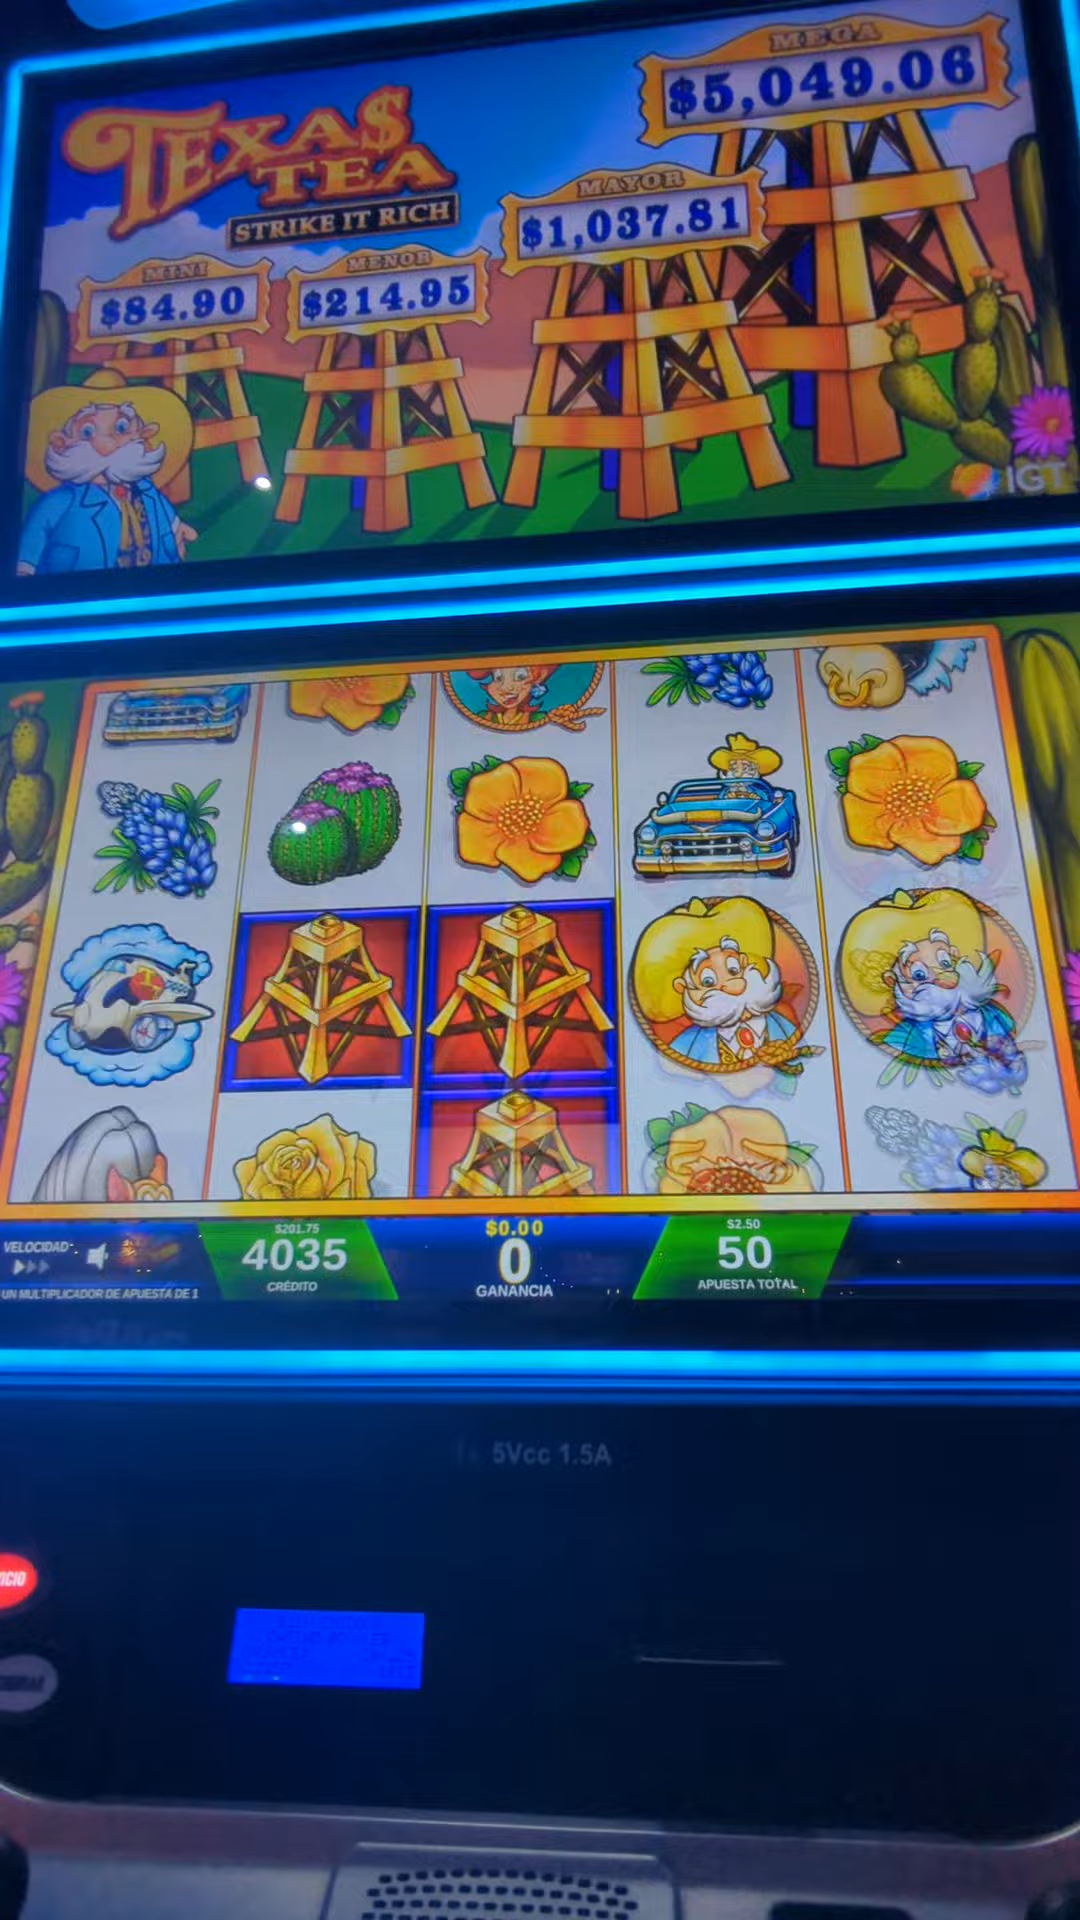 MEGA
$5,049.06
TEXA$
TEA
STRIKE IT RICH
MAYOR
$1,037.81
MINI
$84.90
MENOR
$214.95
IGT
VELOCIDAD
$201.75
4035
CRÉDITO
$0.00
0
GANANCIA
$2.50
50
APUESTA TOTAL
UN MULTIPLICADOR DE APUESTA DE 1
5Vcc 1.5A